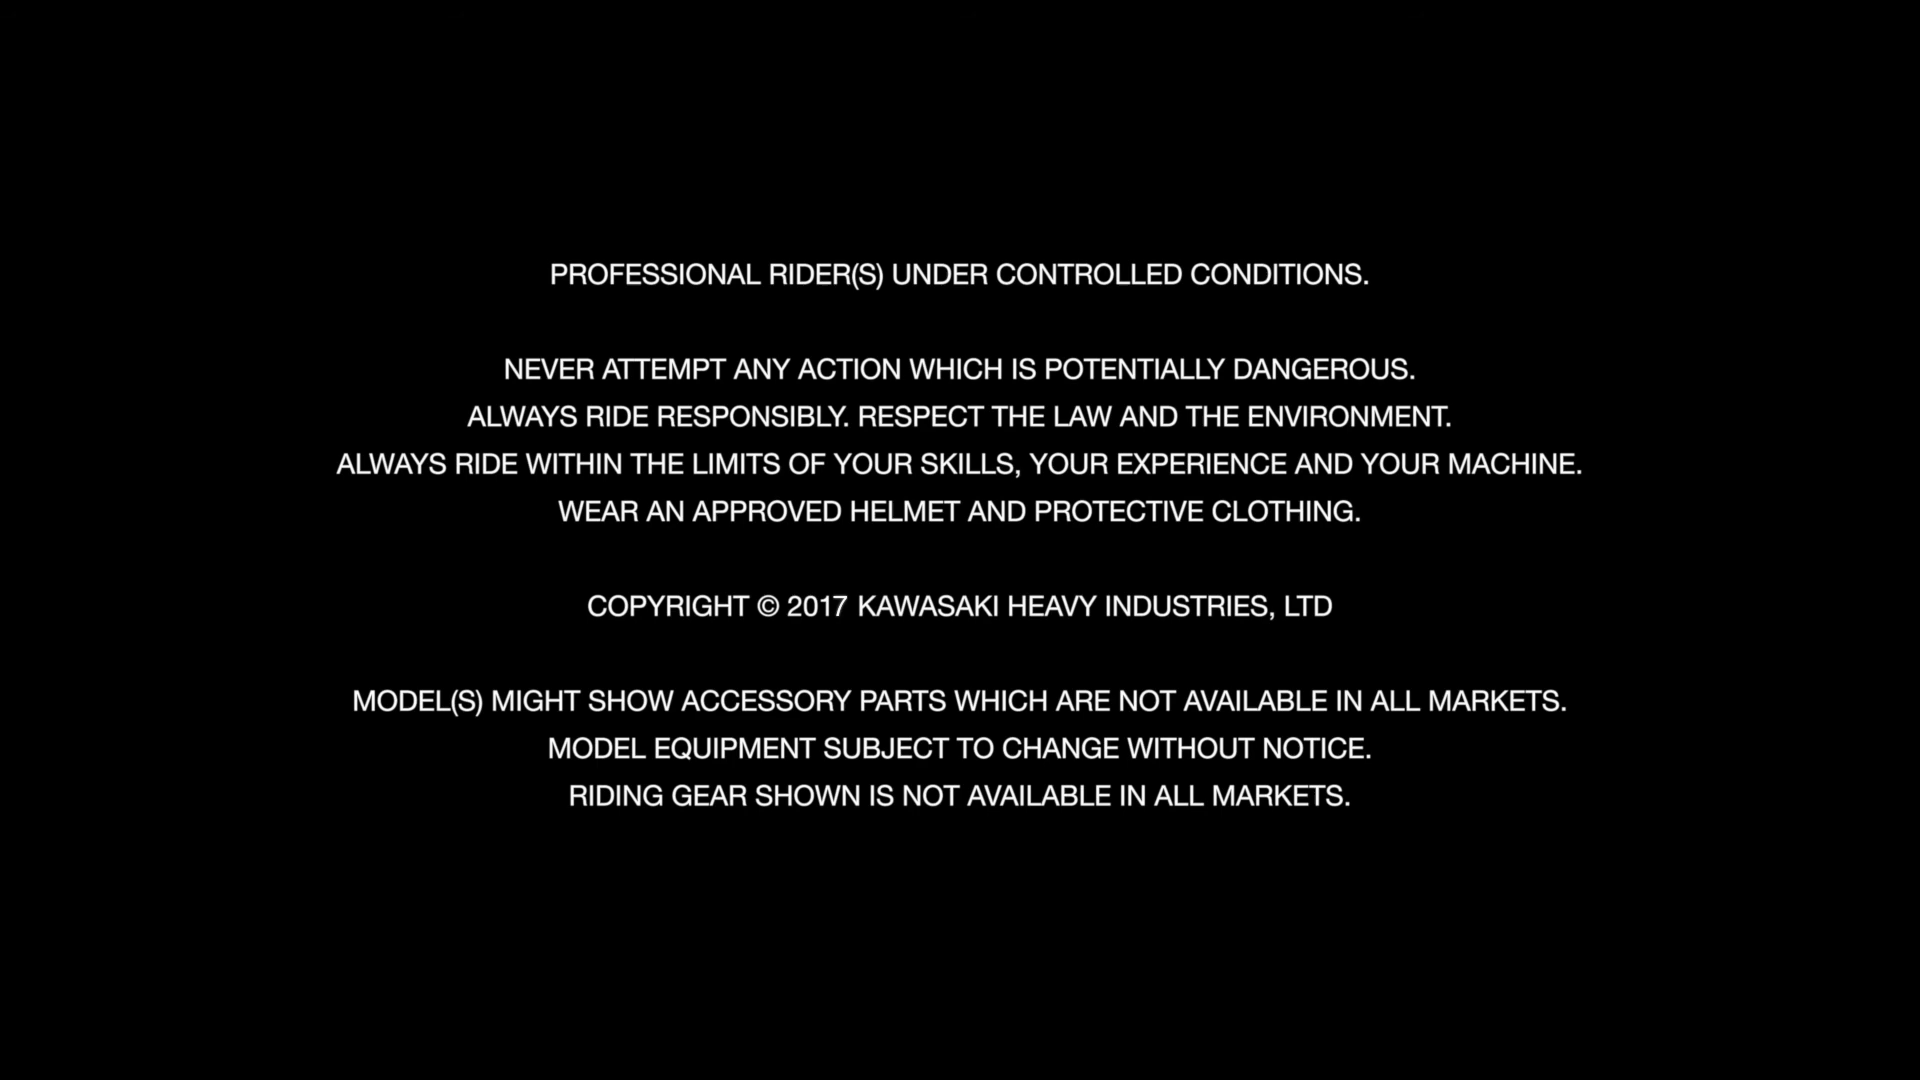 PROFESSIONAL RIDER(S) UNDER CONTROLLED CONDITIONS.
NEVER ATTEMPT ANY ACTION WHICH IS POTENTIALLY DANGEROUS.
ALWAYS RIDE RESPONSIBLY. RESPECT THE LAW AND THE ENVIRONMENT.
ALWAYS RIDE WITHIN THE LIMITS OF YOUR SKILLS, YOUR EXPERIENCE AND YOUR MACHINE.
WEAR AN APPROVED HELMET AND PROTECTIVE CLOTHING.
COPYRIGHT © 2017 KAWASAKI HEAVY INDUSTRIES, LTD
MODEL(S) MIGHT SHOW ACCESSORY PARTS WHICH ARE NOT AVAILABLE IN ALL MARKETS.
MODEL EQUIPMENT SUBJECT TO CHANGE WITHOUT NOTICE.
RIDING GEAR SHOWN IS NOT AVAILABLE IN ALL MARKETS.